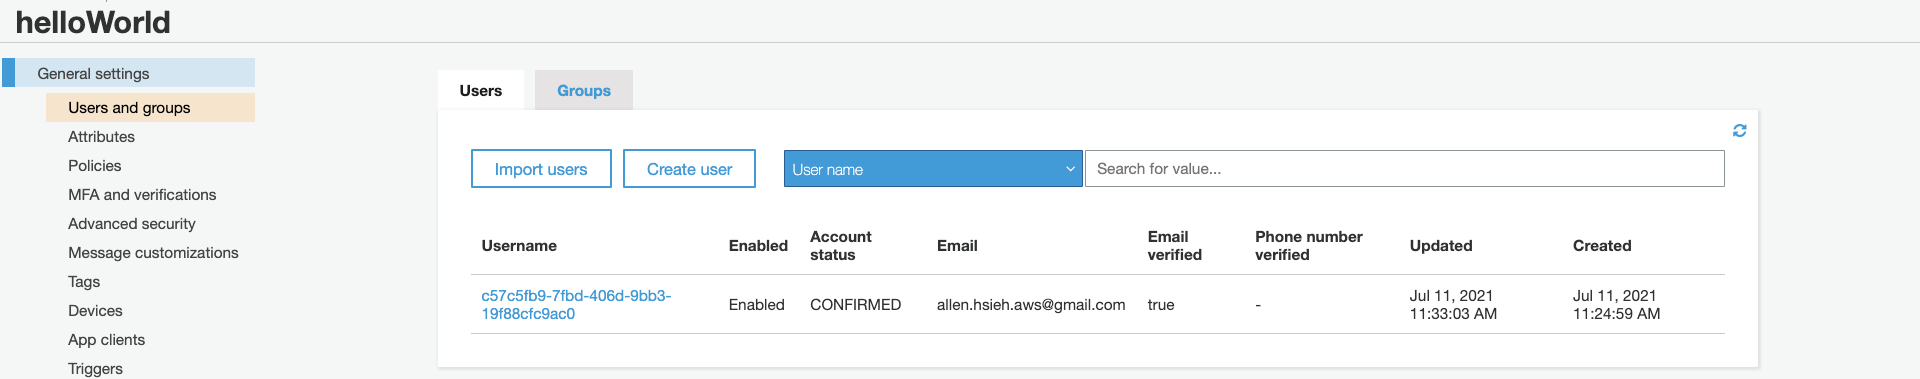 helloWorld
General settings
Users and groups
Attributes
Policies
MFA and verifications
Advanced security
Message customizations
Tags
Devices
App clients
Triggers
Users
Groups
Import users
Create user
User name
Search for value...
Username
Enabled
Account
status
Email
Email
verified
Phone number
verified
Updated
Created
c57c5fb9-7fbd-406d-9bb3-
19f88cfc9ac0
Enabled
CONFIRMED
allen.hsieh.aws@gmail.com
true
-
Jul 11, 2021
11:33:03 AM
Jul 11, 2021
11:24:59 AM